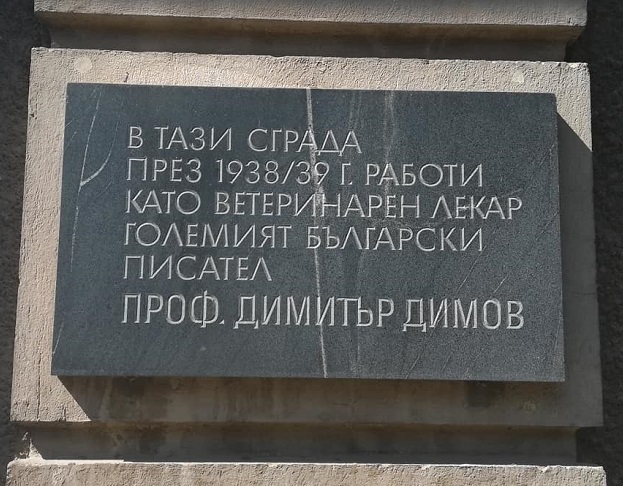 В ТАЗИ СГРАДА
ПРЕЗ 1938/39 Г. РАБОТИ
КАТО ВЕТЕРИНАРЕН ЛЕКАР
ГОЛЕМИЯТ БЪЛГАРСКИ
ПИСАТЕЛ
ПРОФ. ДИМИТЪР ДИМОВ